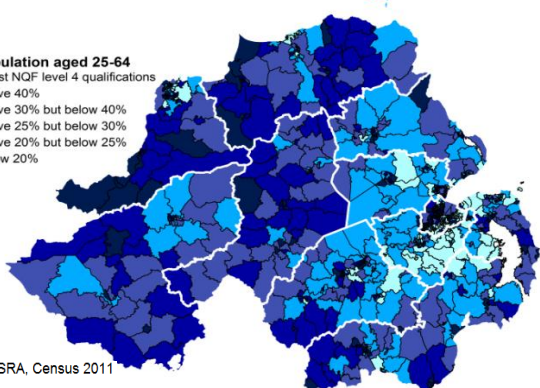 pulation aged 25-64
st NQF level 4 qualifications
ve 40%
ve 30% but below 40%
ve 25% but below 30%
ve 20% but below 25%
w 20%
SRA, Census 2011